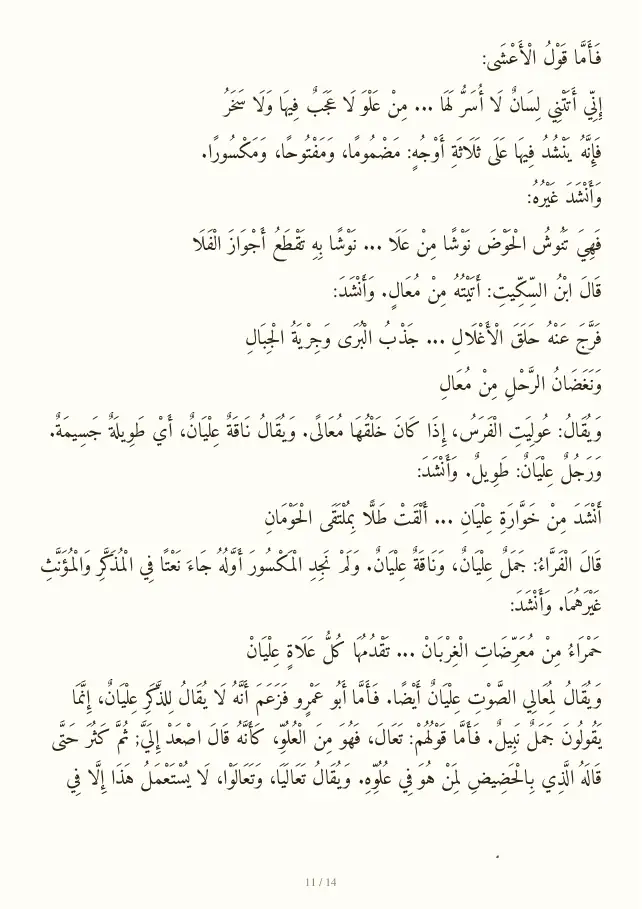 فَأَمَّا قَوْلُ الْأَعْشَى:
إِنِّي أَتَتْنِي لِسَانٌ لَا أُسَرُّ لَهَا ... مِنْ عَلْوَ لَا عَجَبٌ فِيهَا وَلَا سَخَرُ
فَإِنَّهُ يَنْشُدُ فِيهَا عَلَى ثَلَاثَةِ أَوْجُهٍ: مَضْمُومًا، وَمَفْتُوحًا، وَمَكْسُورًا.
وَأَنْشَدَ غَيْرُهُ:
فَهِيَ تَنُوشُ الْحَوْضَ نَوْشًا مِنْ عَلَا ... نَوْشًا بِهِ تَقْطَعُ أَجْوَازَ الْفَلَا
قَالَ ابْنُ السِّكِّيتِ: أَتَيْتُهُ مِنْ مُعَالٍ. وَأَنْشَدَ:
فَرَّجَ عَنْهُ حَلَقَ الْأَغْلَالِ ... جَذْبُ الْبُرَى وَجِرْيَةُ الْجِبَالِ
وَنَغَضَانُ الرَّحْلِ مِنْ مُعَالِ
وَيُقَالُ: عُولِيَتِ الْفَرَسُ، إِذَا كَانَ خَلْقُهَا مُعَالًى. وَيُقَالُ نَاقَةٌ عِلْيَانٌ، أَيْ طَوِيلَةٌ جَسِيمَةٌ.
وَرَجُلٌ عِلْيَانٌ: طَوِيلٌ. وَأَنْشَدَ:
أَنْشَدَ مِنْ خَوَّارَةِ عِلْيَانِ ... أَلْقَتْ طَلًّا بِمُلْتَقَى الْحَوْمَانِ
قَالَ الْفَرَّاءُ: جَمَلٌ عِلْيَانٌ، وَنَاقَةٌ عِلْيَانٌ. وَلَمْ نَجِدِ الْمَكْسُورَ أَوَّلُهُ جَاءَ نَعْتًا فِي الْمُذَكَّرِ وَالْمُؤَنَّثِ
غَيْرَهُمَا. وَأَنْشَدَ:
حَمْرَاءُ مِنْ مُعَرِّضَاتِ الْغِرْبَانْ ... تَقْدُمُهَا كُلُّ عَلَاةٍ عِلْيَانْ
وَيُقَالُ لِمُعَالِي الصَّوْتِ عِلْيَانٌ أَيْضًا. فَأَمَّا أَبُو عَمْرٍو فَزَعَمَ أَنَّهُ لَا يُقَالُ لِلذَّكَرِ عِلْيَانٌ، إِنَّمَا
يَقُولُونَ جَمَلٌ نَبِيلٌ. فَأَمَّا قَوْلُهُمْ: تَعَالَ، فَهُوَ مِنَ الْعُلُوِّ، كَأَنَّهُ قَالَ اصْعَدْ إِلَيَّ; ثُمَّ كَثُرَ حَتَّى
قَالَهُ الَّذِي بِالْحَضِيضِ لِمَنْ هُوَ فِي عُلُوِّهِ. وَيُقَالُ تَعَالَيَا، وَتَعَالَوْا، لَا يُسْتَعْمَلُ هَذَا إِلَّا فِي
11 / 14